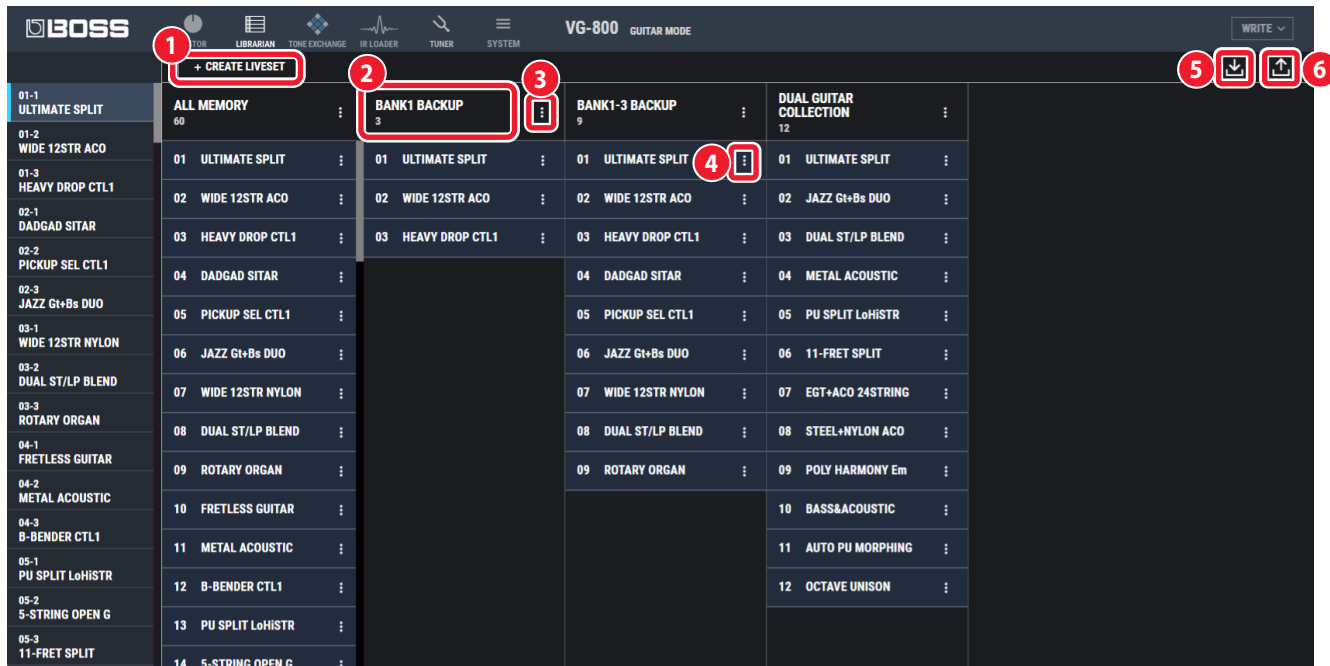 BOSS
LIBRARIAN
TONE EXCHANGE
IR LOADER
TUNER
SYSTEM
VG-800 GUITAR MODE
WRITE
1
+ CREATE LIVESET
2
3
4
5
6
01-1
ULTIMATE SPLIT
01-2
WIDE 12STR ACO
01-3
HEAVY DROP CTL1
02-1
DADGAD SITAR
02-2
PICKUP SEL CTL1
02-3
JAZZ Gt+Bs DUO
03-1
WIDE 12STR NYLON
03-2
DUAL ST/LP BLEND
03-3
ROTARY ORGAN
04-1
FRETLESS GUITAR
04-2
METAL ACOUSTIC
04-3
B-BENDER CTL1
05-1
PU SPLIT LoHiSTR
05-2
5-STRING OPEN G
05-3
11-FRET SPLIT
ALL MEMORY
60
01 ULTIMATE SPLIT
02 WIDE 12STR ACO
03 HEAVY DROP CTL1
04 DADGAD SITAR
05 PICKUP SEL CTL1
06 JAZZ Gt+Bs DUO
07 WIDE 12STR NYLON
08 DUAL ST/LP BLEND
09 ROTARY ORGAN
10 FRETLESS GUITAR
11 METAL ACOUSTIC
12 B-BENDER CTL1
13 PU SPLIT LoHiSTR
14 5-STRING OPEN G
BANK1 BACKUP
3
01 ULTIMATE SPLIT
02 WIDE 12STR ACO
03 HEAVY DROP CTL1
BANK1-3 BACKUP
9
01 ULTIMATE SPLIT
02 WIDE 12STR ACO
03 HEAVY DROP CTL1
04 DADGAD SITAR
05 PICKUP SEL CTL1
06 JAZZ Gt+Bs DUO
07 WIDE 12STR NYLON
08 DUAL ST/LP BLEND
09 ROTARY ORGAN
DUAL GUITAR
COLLECTION
12
01 ULTIMATE SPLIT
02 JAZZ Gt+Bs DUO
03 DUAL ST/LP BLEND
04 METAL ACOUSTIC
05 PU SPLIT LoHiSTR
06 11-FRET SPLIT
07 EGT+ACO 24STRING
08 STEEL+NYLON ACO
09 POLY HARMONY Em
10 BASS&ACOUSTIC
11 AUTO PU MORPHING
12 OCTAVE UNISON